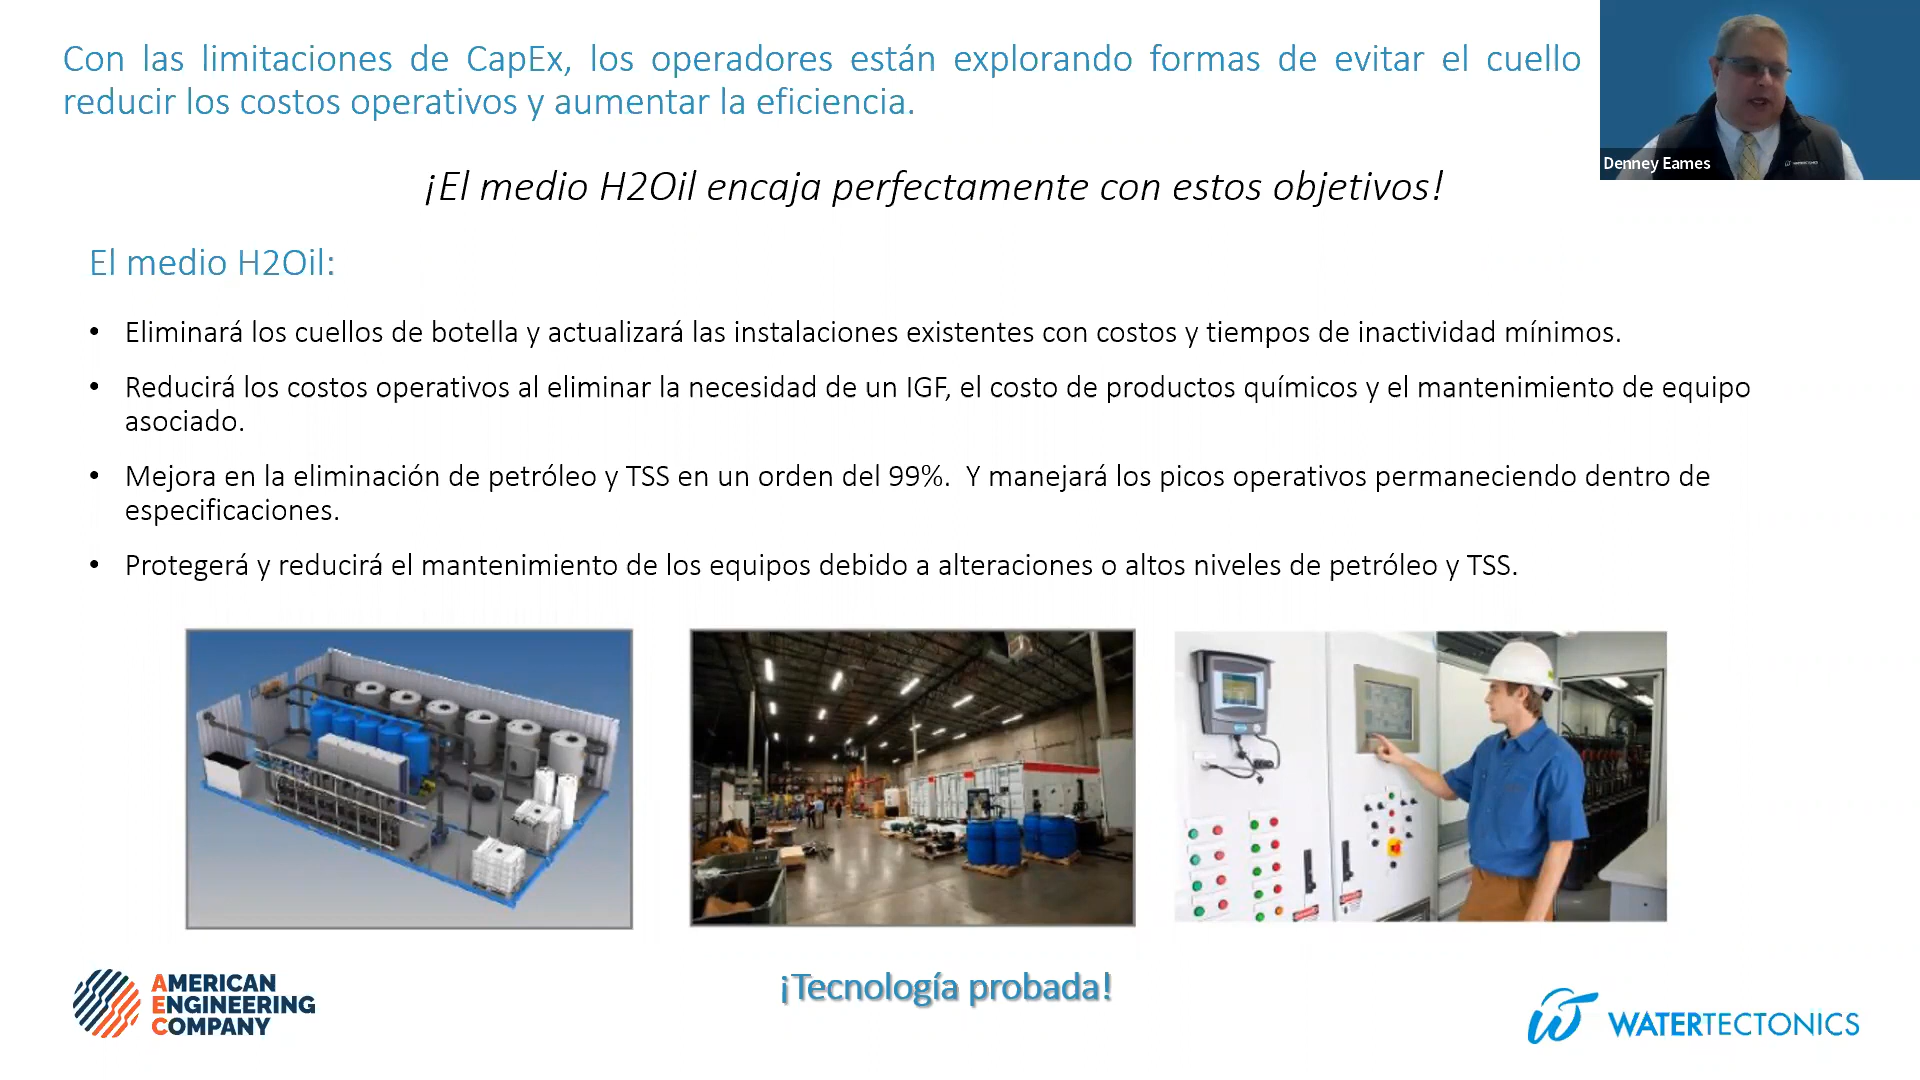 Con las limitaciones de CapEx, los operadores están explorando formas de evitar el cuello
reducir los costos operativos y aumentar la eficiencia.
Denney Eames
¡El medio H2Oil encaja perfectamente con estos objetivos!
El medio H2Oil:
• Eliminará los cuellos de botella y actualizará las instalaciones existentes con costos y tiempos de inactividad mínimos.
• Reducirá los costos operativos al eliminar la necesidad de un IGF, el costo de productos químicos y el mantenimiento de equipo
asociado.
• Mejora en la eliminación de petróleo y TSS en un orden del 99%.  Y manejará los picos operativos permaneciendo dentro de
especificaciones.
• Protegerá y reducirá el mantenimiento de los equipos debido a alteraciones o altos niveles de petróleo y TSS.
¡Tecnología probada!
AMERICAN
ENGINEERING
COMPANY
WATERTECTONICS